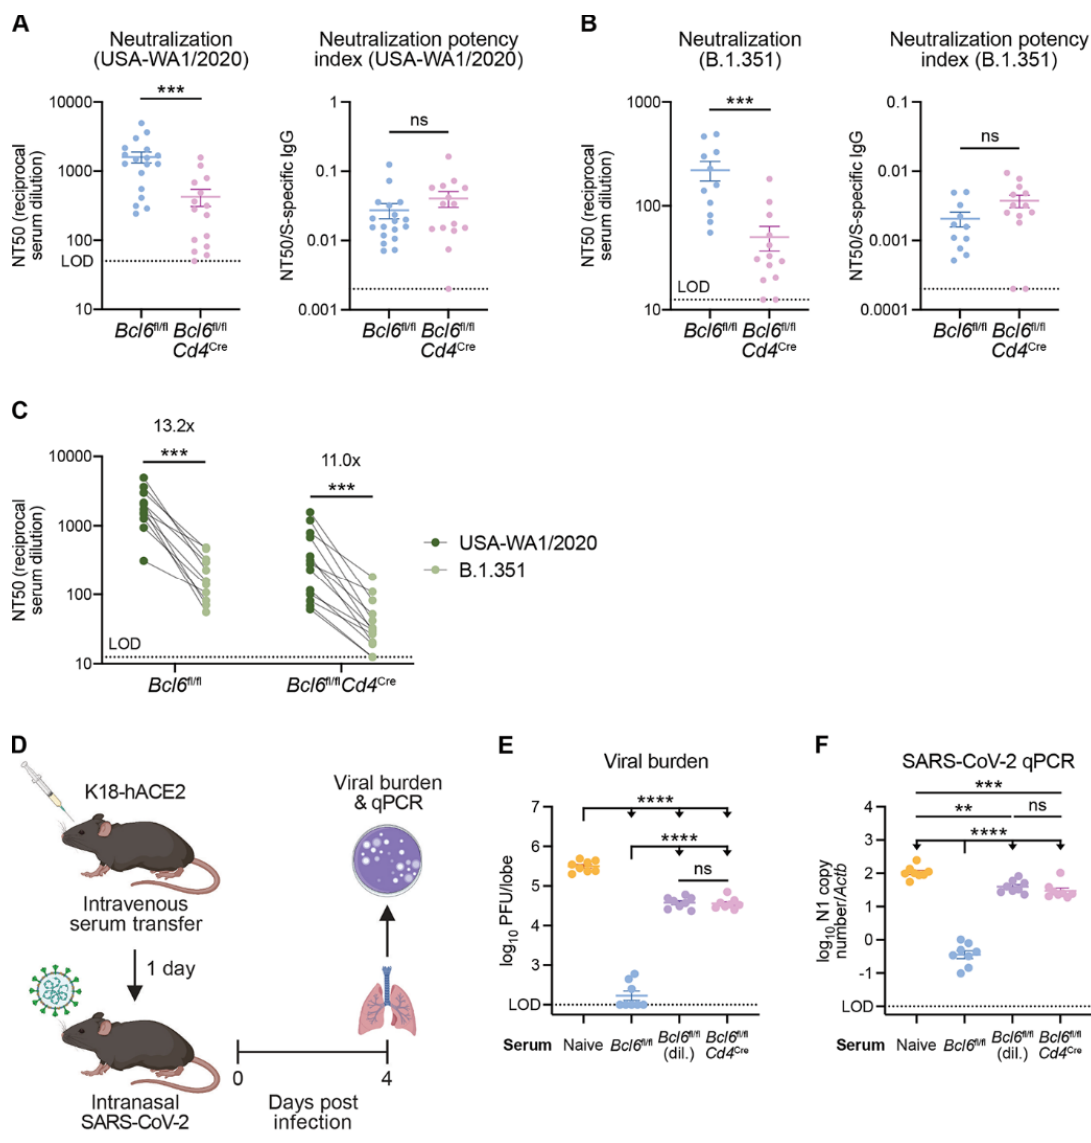 A
Neutralization
(USA-WA1/2020)
***
10000
1000
100
LOD
10
NT50 (reciprocal
serum dilution)
Bcl6fl/fl
Bcl6fl/fl
Cd4Cre
Neutralization potency
index (USA-WA1/2020)
ns
1
0.1
0.01
0.001
NT50/S-specific IgG
Bcl6fl/fl
Bcl6fl/fl
Cd4Cre
B
Neutralization
(B.1.351)
***
1000
100
LOD
10
NT50 (reciprocal
serum dilution)
Bcl6fl/fl
Bcl6fl/fl
Cd4Cre
Neutralization potency
index (B.1.351)
ns
0.1
0.01
0.001
0.0001
NT50/S-specific IgG
Bcl6fl/fl
Bcl6fl/fl
Cd4Cre
C
13.2x
***
11.0x
***
10000
1000
100
LOD
10
NT50 (reciprocal
serum dilution)
Bcl6fl/fl
Bcl6fl/flCd4Cre
USA-WA1/2020
B.1.351
D
K18-hACE2
Intravenous
serum transfer
1 day
Intranasal
SARS-CoV-2
Viral burden
& qPCR
0
4
Days post
infection
E
Viral burden
****
****
ns
7
6
5
4
3
LOD
log10 PFU/lobe
Serum Naive Bcl6fl/fl Bcl6fl/fl Bcl6fl/fl
(dil.) Cd4Cre
F
SARS-CoV-2 qPCR
***
** ns
****
4
3
2
1
0
-1
LOD
log10 N1 copy
number/Actb
Serum Naive Bcl6fl/fl Bcl6fl/fl Bcl6fl/fl
(dil.) Cd4Cre